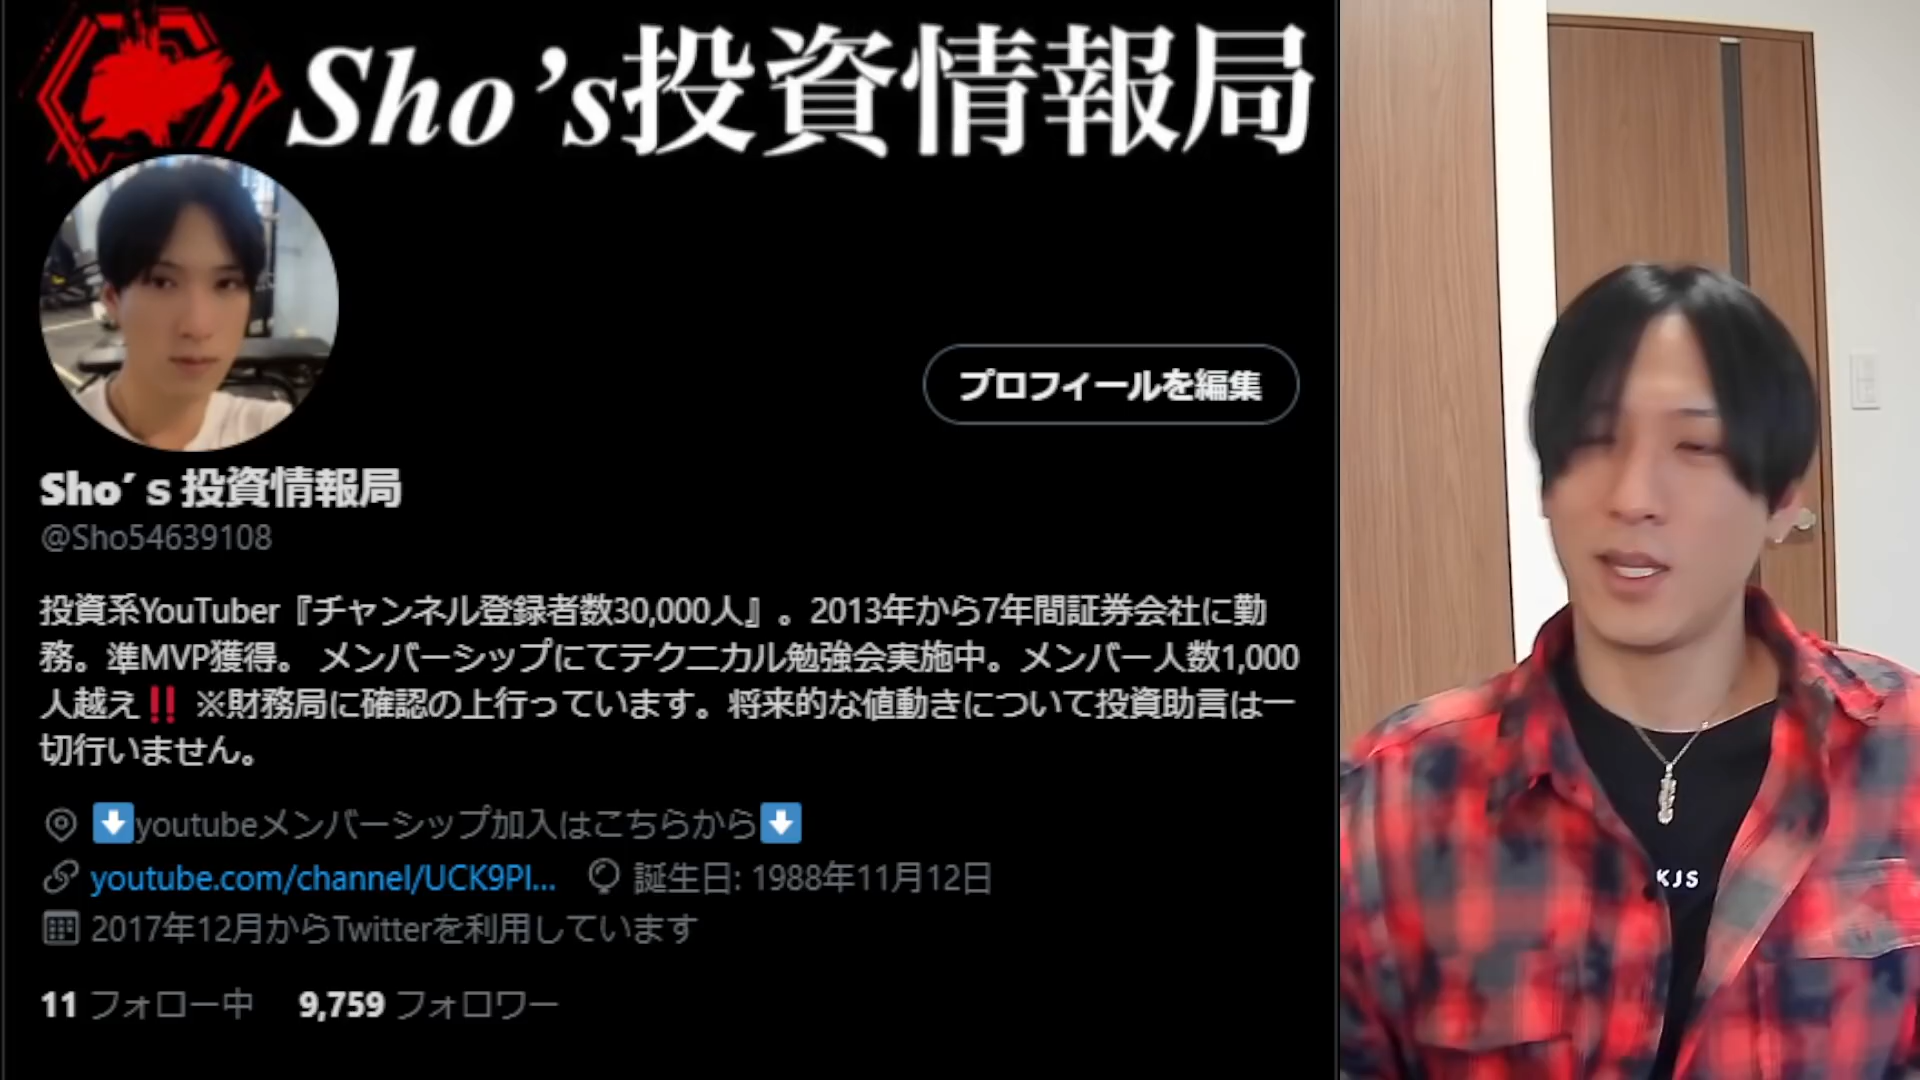 Sho’s投資情報局
プロフィールを編集
Sho′ s 投資情報局
@Sho54639108
投資系YouTuber『チャンネル登録者数30,000人』。2013年から7年間証券会社に勤
務。準MVP獲得。 メンバーシップにてテクニカル勉強会実施中。メンバー人数1,000
人越え‼️ ※財務局に確認の上行っています。将来的な値動きについて投資助言は一
切行いません。
⬇️youtubeメンバーシップ加入はこちらから⬇️
youtube.com/channel/UCK9PI... 誕生日: 1988年11月12日
2017年12月からTwitterを利用しています
11 フォロー中 9,759 フォロワー
KJS